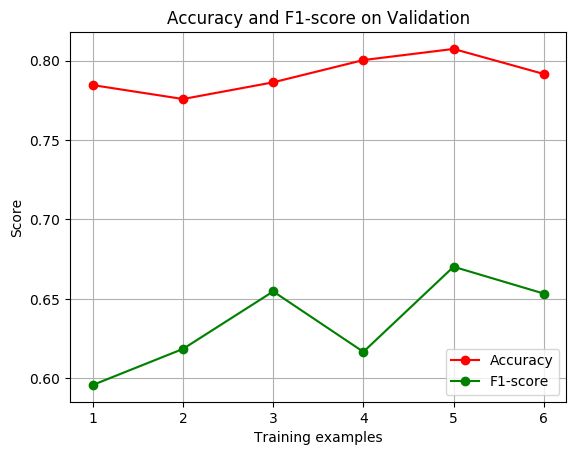 Accuracy and F1-score on Validation
Score
0.80
0.75
0.70
0.65
0.60
1 2 3 4 5 6
Training examples
Accuracy
F1-score